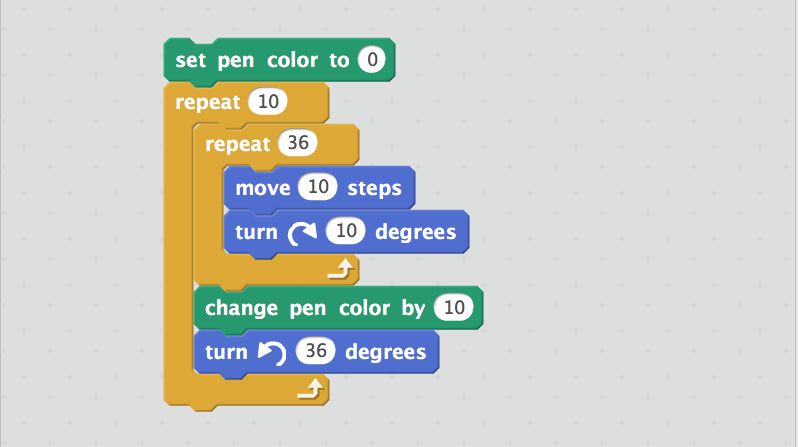 set pen color to 0
repeat 10
repeat 36
move 10 steps
turn 10 degrees
change pen color by 10
turn 36 degrees